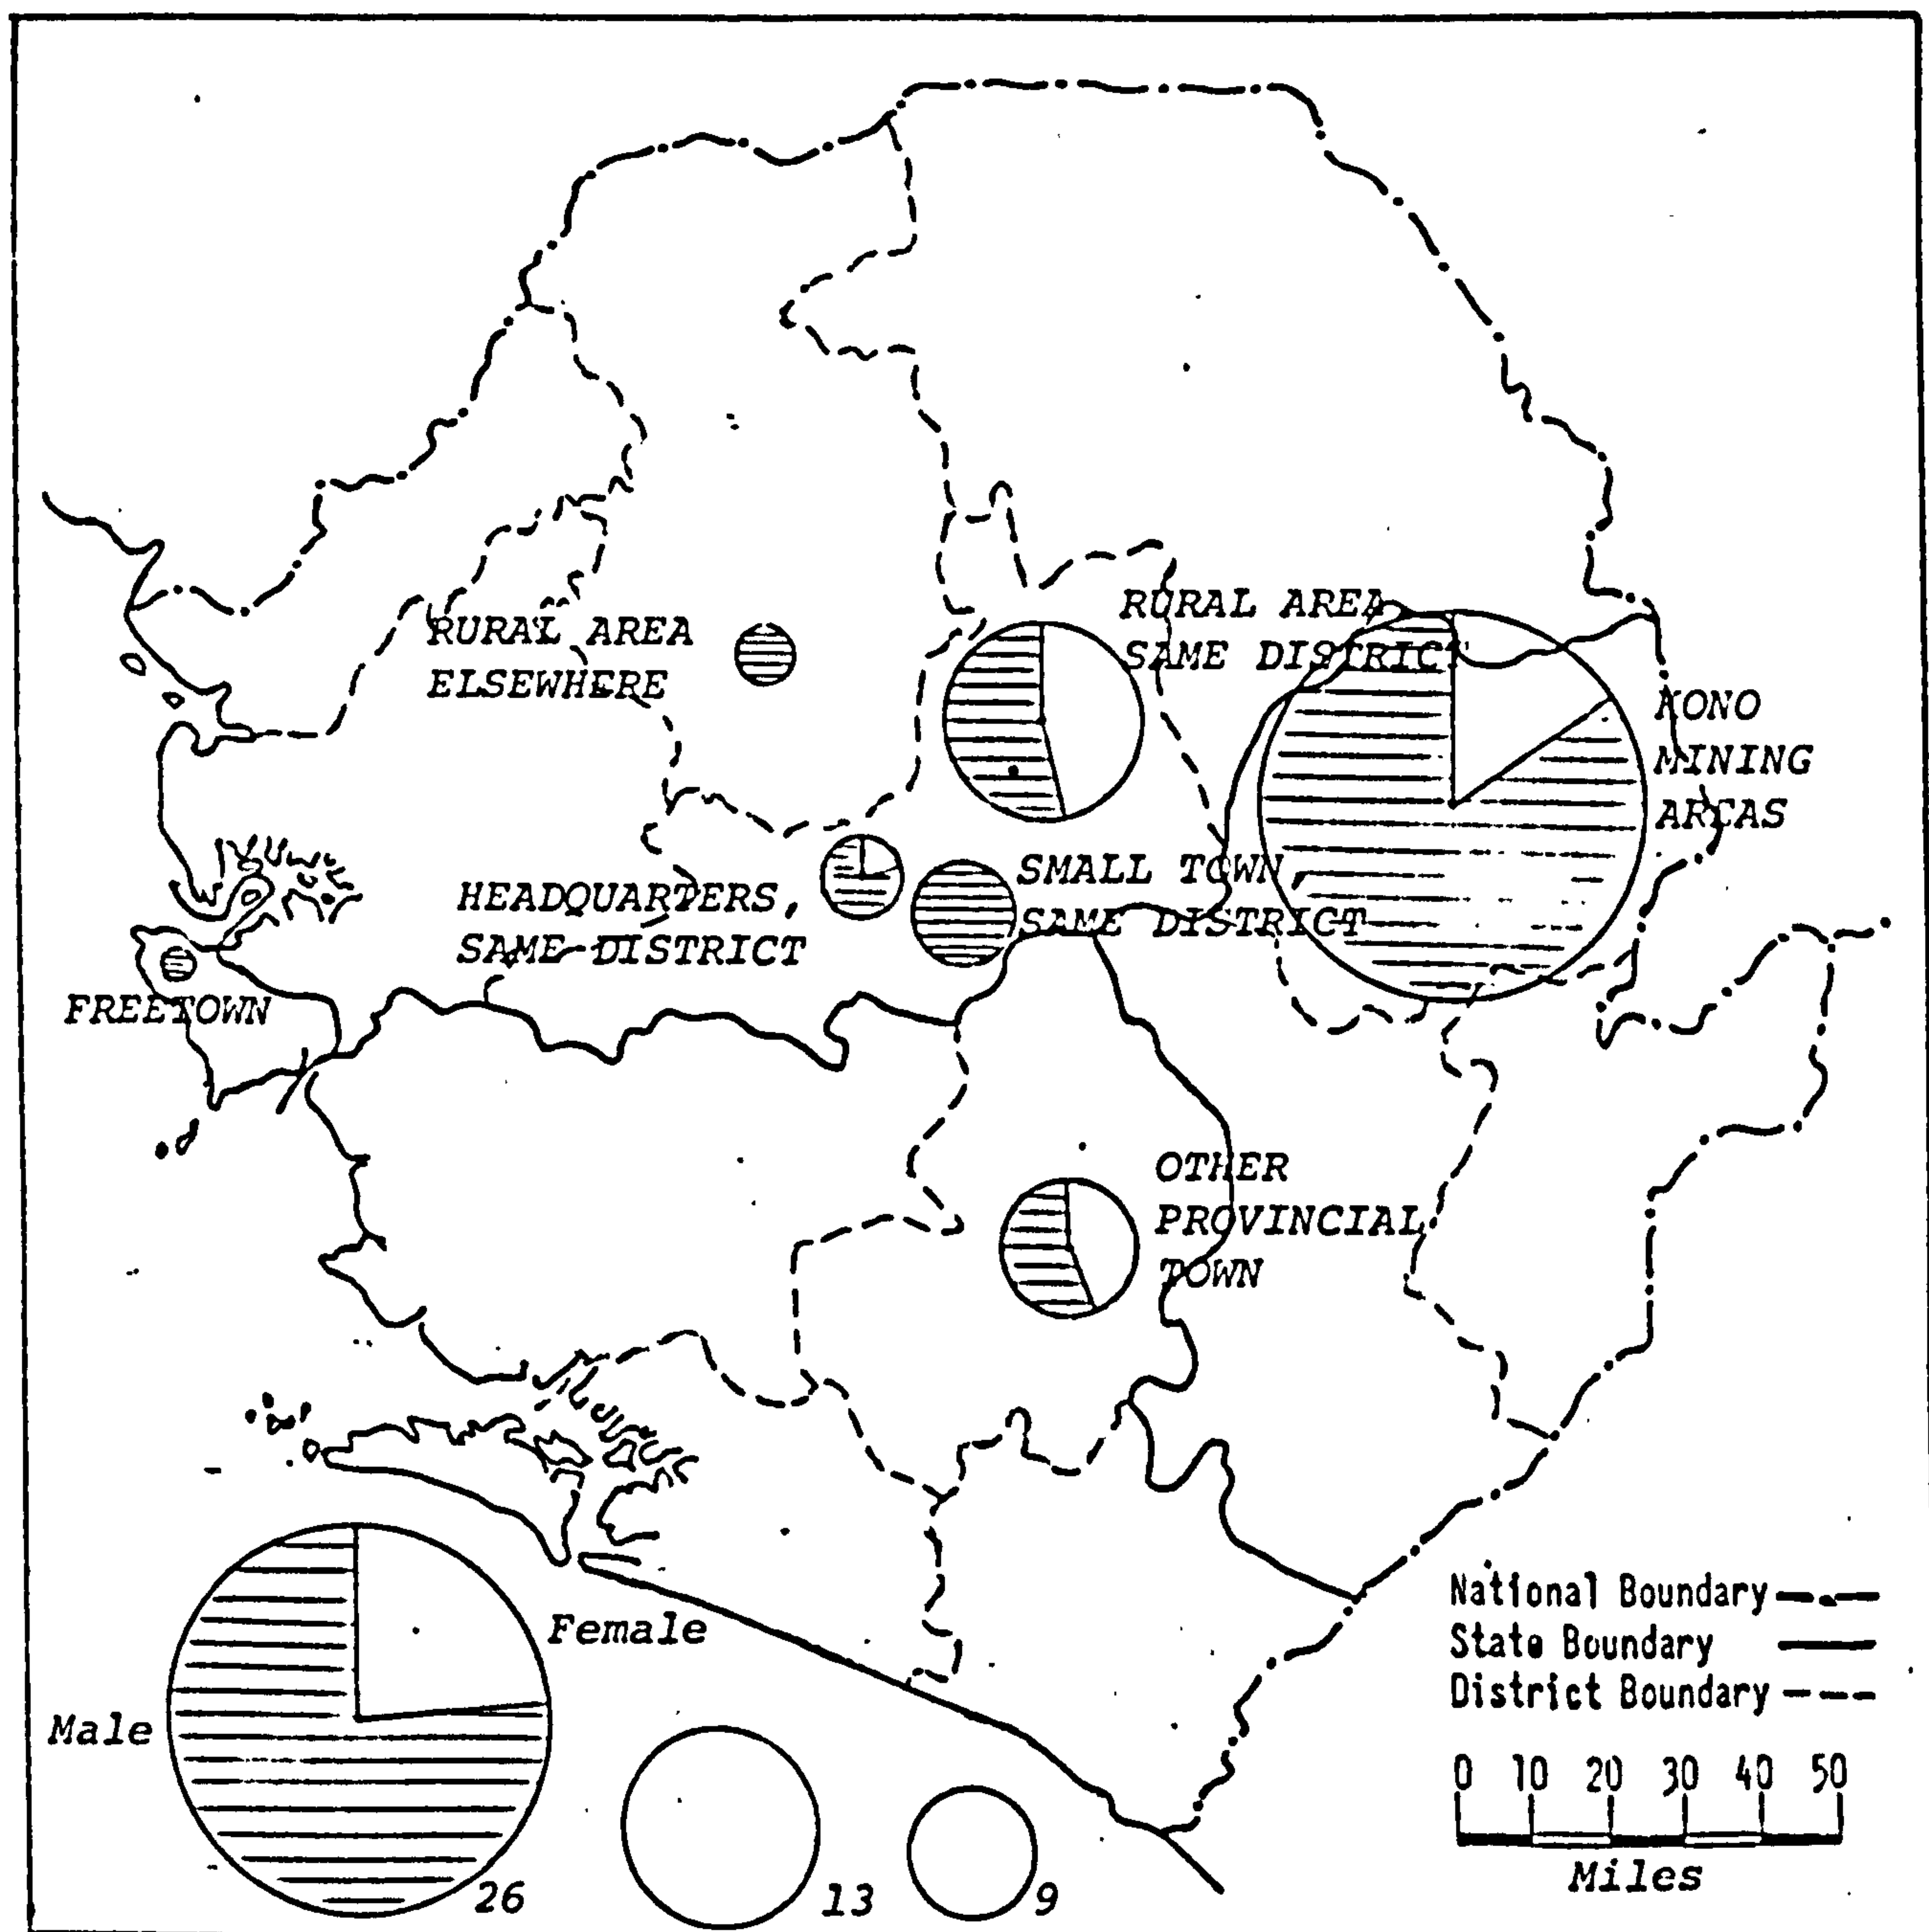 RURAL AREA
SAME DISTRICT
RURAL AREA
ELSEWHERE
KONO
MINING
AREAS
SMALL TOWN,
SAME DISTRICT
HEADQUARTERS,
SAME DISTRICT
FREETOWN
OTHER
PROVINCIAL
TOWN
Female
Male
26
13
9
National Boundary
State Boundary
District Boundary
0 10 20 30 40 50
Miles